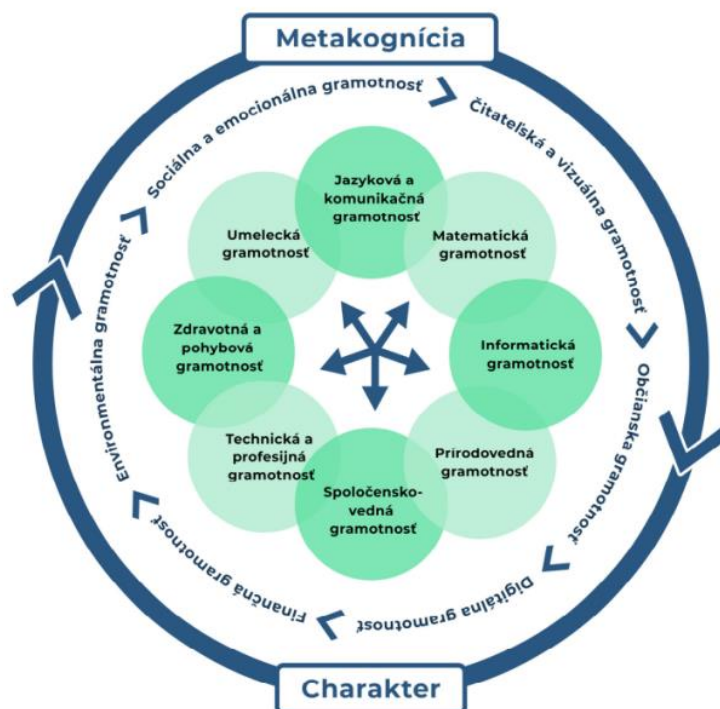 Metakognícia
Sociálna a emocionálna gramotnosť
Čitateľská a vizuálna gramotnosť
Občianska gramotnosť
Digitálna gramotnosť
Finančná gramotnosť
Environmentálna gramotnosť
Jazyková a
komunikačná
gramotnosť
Matematická
gramotnosť
Informatická
gramotnosť
Prírodovedná
gramotnosť
Spoločensko-
vedná
gramotnosť
Technická a
profesijná
gramotnosť
Zdravotná a
pohybová
gramotnosť
Umelecká
gramotnosť
Charakter